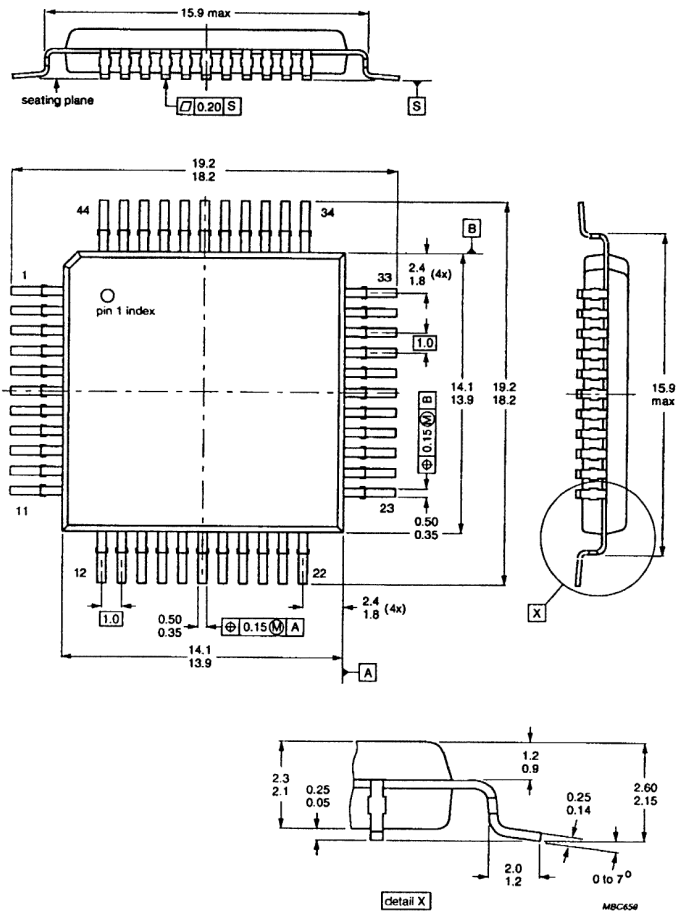 15.9 max
seating plane
0.20 S
S
19.2
18.2
44
34
B
1
33
2.4
1.8 (4x)
pin 1 index
1.0
14.1
13.9
19.2
18.2
15.9
max
⌖ 0.15 Ⓜ B
11
23
0.50
0.35
12
22
X
1.0
0.50
0.35
⌖ 0.15 Ⓜ A
2.4
1.8 (4x)
14.1
13.9
A
2.3
2.1
0.25
0.05
1.2
0.9
2.60
2.15
0.25
0.14
2.0
1.2
0 to 7°
detail X
MBC658